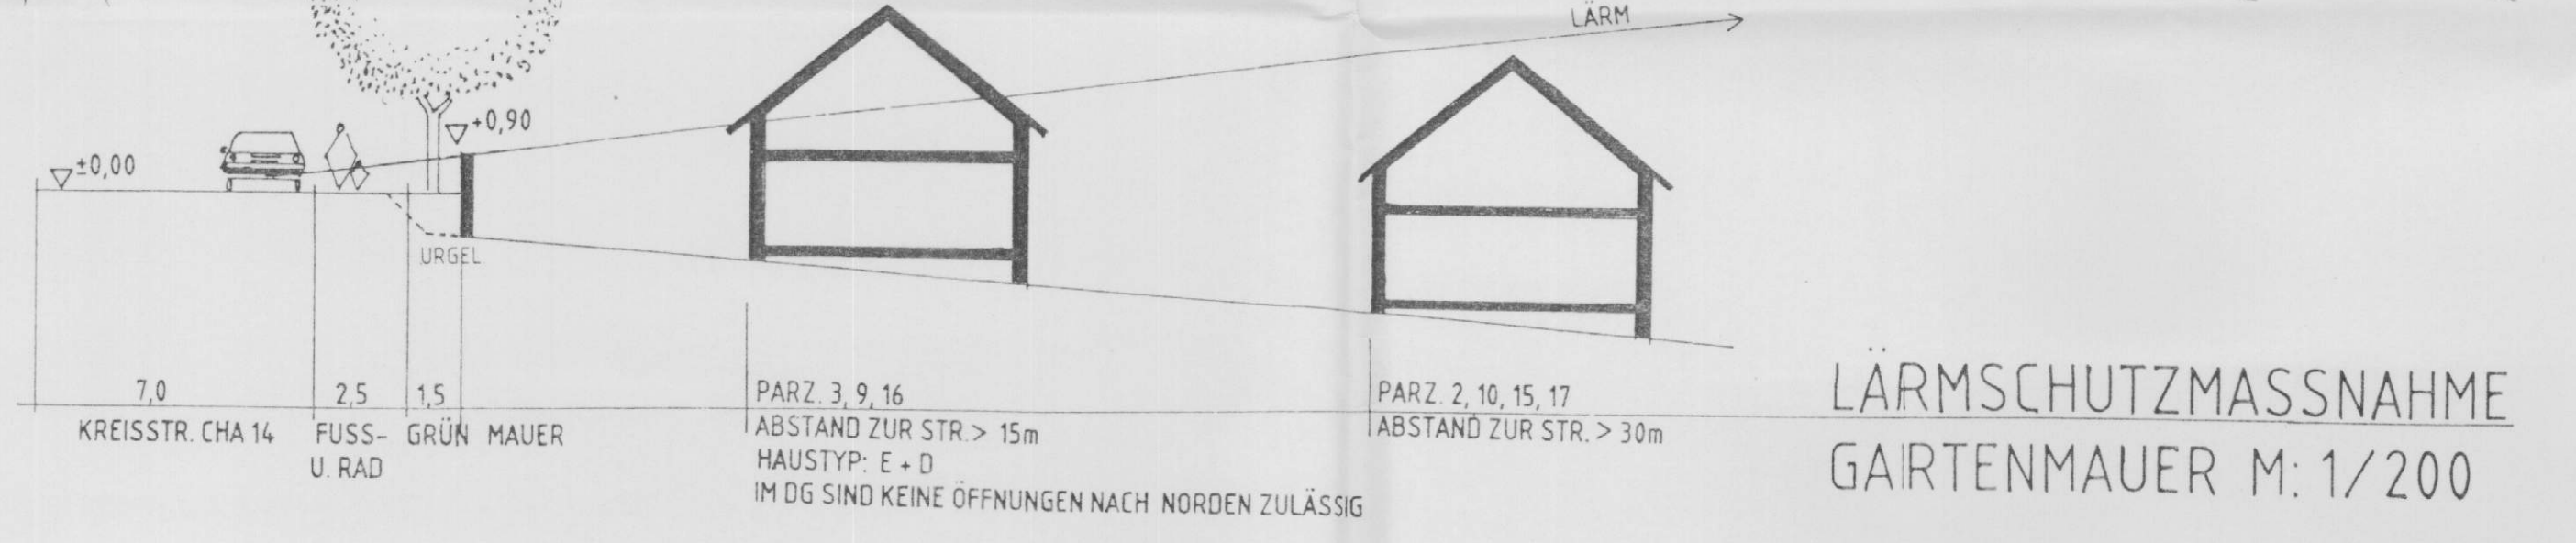 LÄRM
+0,90
±0,00
URGEL
7,0
2,5
1,5
KREISSTR. CHA 14
FUSS-
U. RAD
GRÜN
MAUER
PARZ. 3, 9, 16
ABSTAND ZUR STR. > 15m
HAUSTYP: E + D
IM DG SIND KEINE ÖFFNUNGEN NACH NORDEN ZULÄSSIG
PARZ. 2, 10, 15, 17
ABSTAND ZUR STR. > 30m
LÄRMSCHUTZMASSNAHME
GARTENMAUER M: 1/200